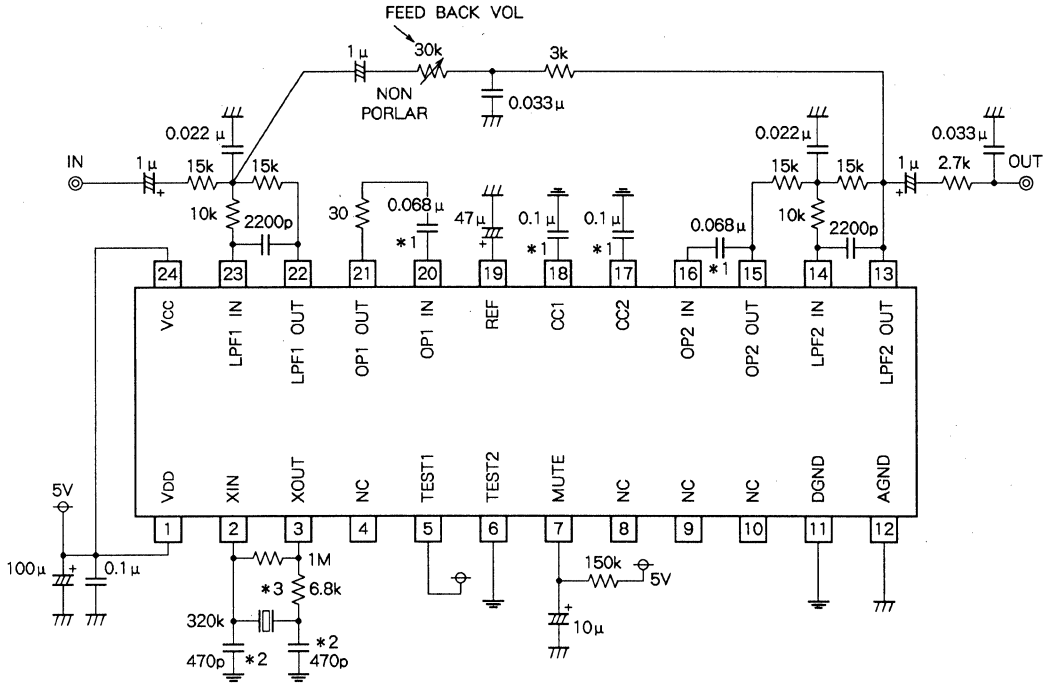 FEED BACK VOL
1μ
30k
3k
NON
PORLAR
0.033μ
0.022μ
0.022μ
0.033μ
IN
1μ
15k
15k
15k
15k
1μ
2.7k
OUT
+
+
10k
2200p
30
0.068μ
*1
47μ
+
0.1μ
*1
0.1μ
*1
0.068μ
*1
10k
2200p
24
23
22
21
20
19
18
17
16
15
14
13
VCC
LPF1 IN
LPF1 OUT
OP1 OUT
OP1 IN
REF
CC1
CC2
OP2 IN
OP2 OUT
LPF2 IN
LPF2 OUT
VDD
XIN
XOUT
NC
TEST1
TEST2
MUTE
NC
NC
NC
DGND
AGND
1
2
3
4
5
6
7
8
9
10
11
12
5V
100μ
+
0.1μ
1M
*3
6.8k
320k
470p
*2
*2
470p
150k
5V
+
10μ